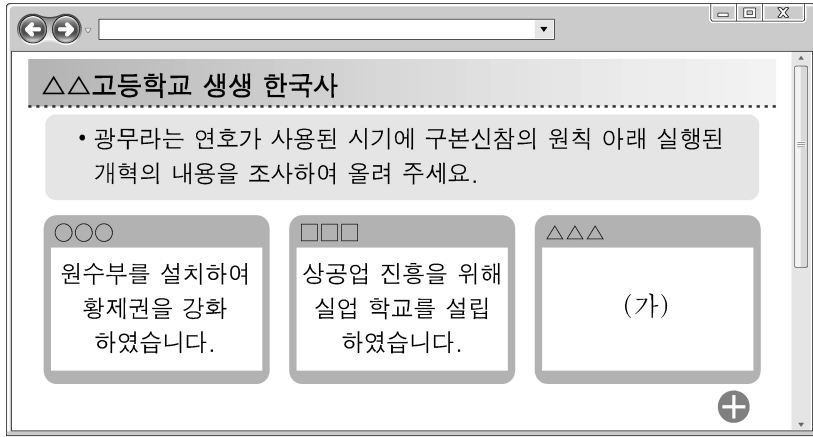 △△고등학교 생생 한국사
• 광무라는 연호가 사용된 시기에 구본신참의 원칙 아래 실행된
개혁의 내용을 조사하여 올려 주세요.
○○○
원수부를 설치하여
황제권을 강화
하였습니다.
□□□
상공업 진흥을 위해
실업 학교를 설립
하였습니다.
△△△
(가)